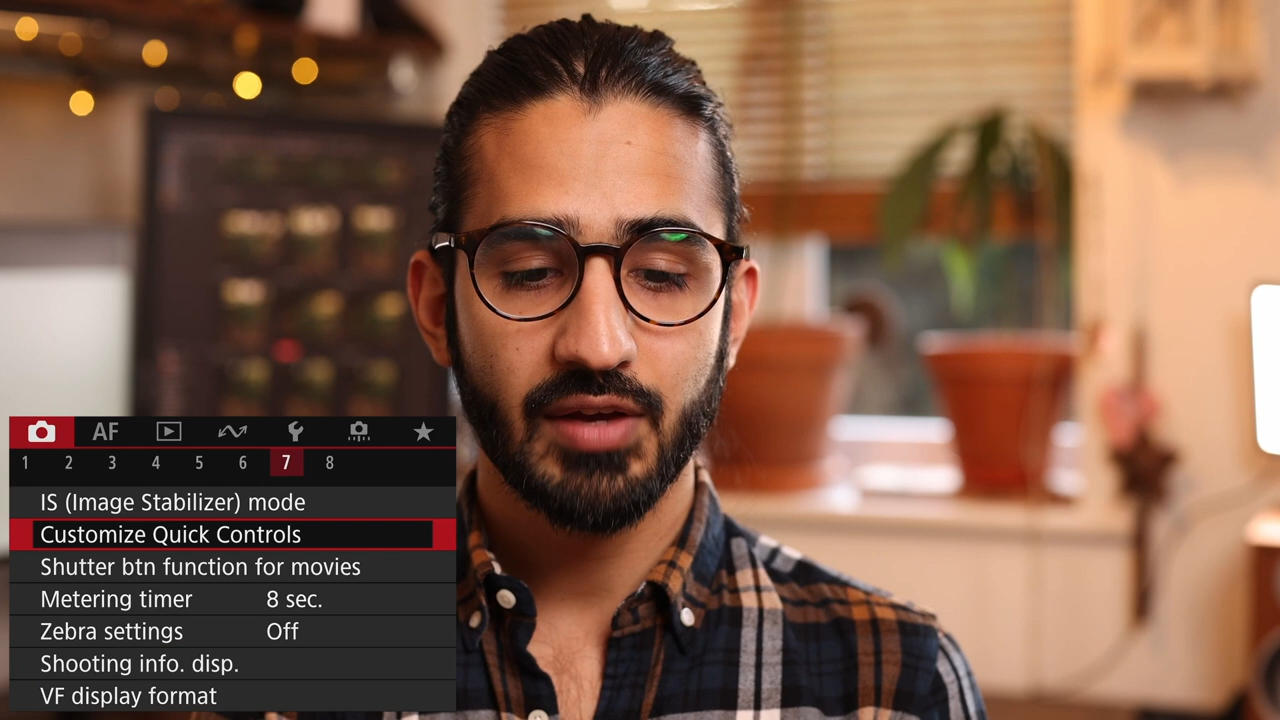 AF
1 2 3 4 5 6 7 8
IS (Image Stabilizer) mode
Customize Quick Controls
Shutter btn function for movies
Metering timer 8 sec.
Zebra settings Off
Shooting info. disp.
VF display format